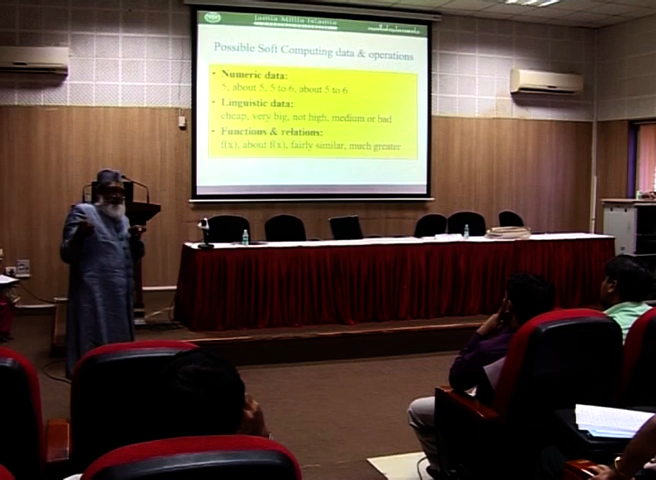 Jamia Millia Islamia
Possible Soft Computing data & operations
• Numeric data:
5, about 5, 5 to 6, about 5 to 6
• Linguistic data:
cheap, very big, not high, medium or bad
• Functions & relations:
f(x), about f(x), fairly similar, much greater